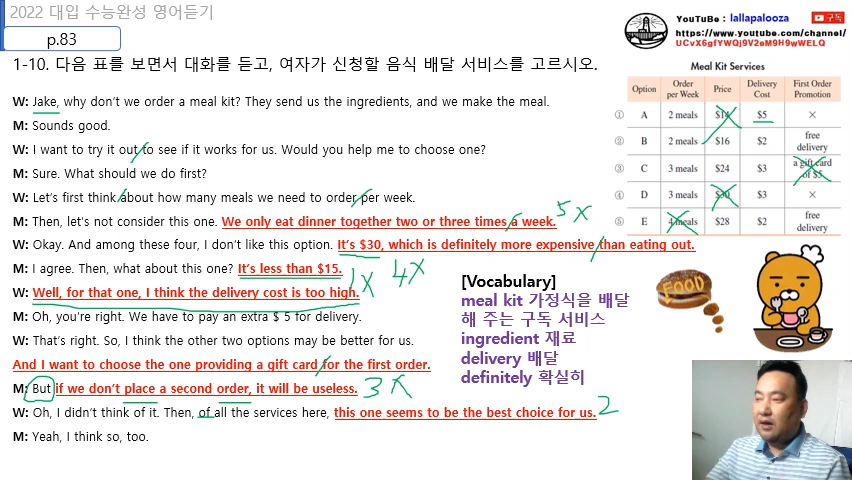 2022 대입 수능완성 영어듣기
p.83
YouTuBe : lallapalooza
구독
https://www.youtube.com/channel/
UCvX6gfYWQj9V2eM9H9wWELQ
1-10. 다음 표를 보면서 대화를 듣고, 여자가 신청할 음식 배달 서비스를 고르시오.
W: Jake, why don't we order a meal kit? They send us the ingredients, and we make the meal.
M: Sounds good.
W: I want to try it out to see if it works for us. Would you help me to choose one?
M: Sure. What should we do first?
W: Let's first think about how many meals we need to order per week.
M: Then, let's not consider this one. We only eat dinner together two or three times a week. 5X
W: Okay. And among these four, I don't like this option. It's $30, which is definitely more expensive than eating out.
M: I agree. Then, what about this one? It's less than $15. 1X 4X
W: Well, for that one, I think the delivery cost is too high.
M: Oh, you're right. We have to pay an extra $ 5 for delivery.
W: That's right. So, I think the other two options may be better for us.
And I want to choose the one providing a gift card for the first order.
M: But if we don't place a second order, it will be useless. 3X
W: Oh, I didn't think of it. Then, of all the services here, this one seems to be the best choice for us. 2
M: Yeah, I think so, too.
Meal Kit Services
Option Order per Week Price Delivery Cost First Order Promotion
① A 2 meals $14 $5 ×
② B 2 meals $16 $2 free delivery
③ C 3 meals $24 $3 a gift card of $5
④ D 3 meals $30 $3 ×
⑤ E 4 meals $28 $2 free delivery
[Vocabulary]
meal kit 가정식을 배달
해 주는 구독 서비스
ingredient 재료
delivery 배달
definitely 확실히
FOOD